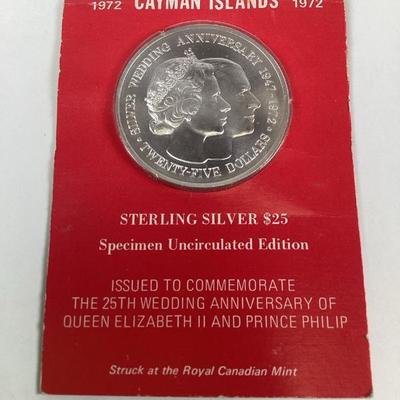 1972 CAYMAN ISLANDS 1972
SILVER WEDDING ANNIVERSARY 1947-1972
TWENTY-FIVE DOLLARS
STERLING SILVER $25
Specimen Uncirculated Edition
ISSUED TO COMMEMORATE
THE 25TH WEDDING ANNIVERSARY OF
QUEEN ELIZABETH II AND PRINCE PHILIP
Struck at the Royal Canadian Mint